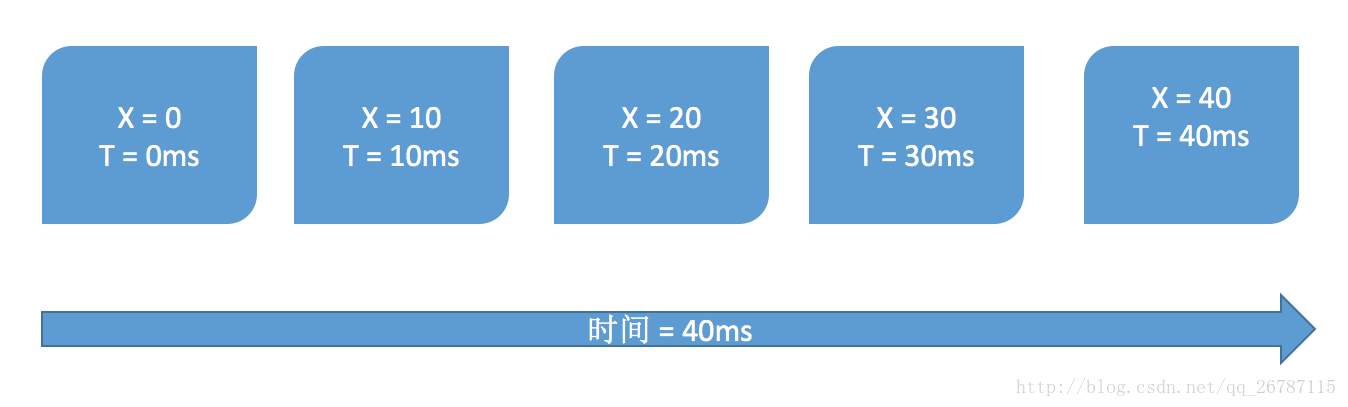 X = 0
T = 0ms
X = 10
T = 10ms
X = 20
T = 20ms
X = 30
T = 30ms
X = 40
T = 40ms
时间 = 40ms
http://blog.csdn.net/qq_26787115